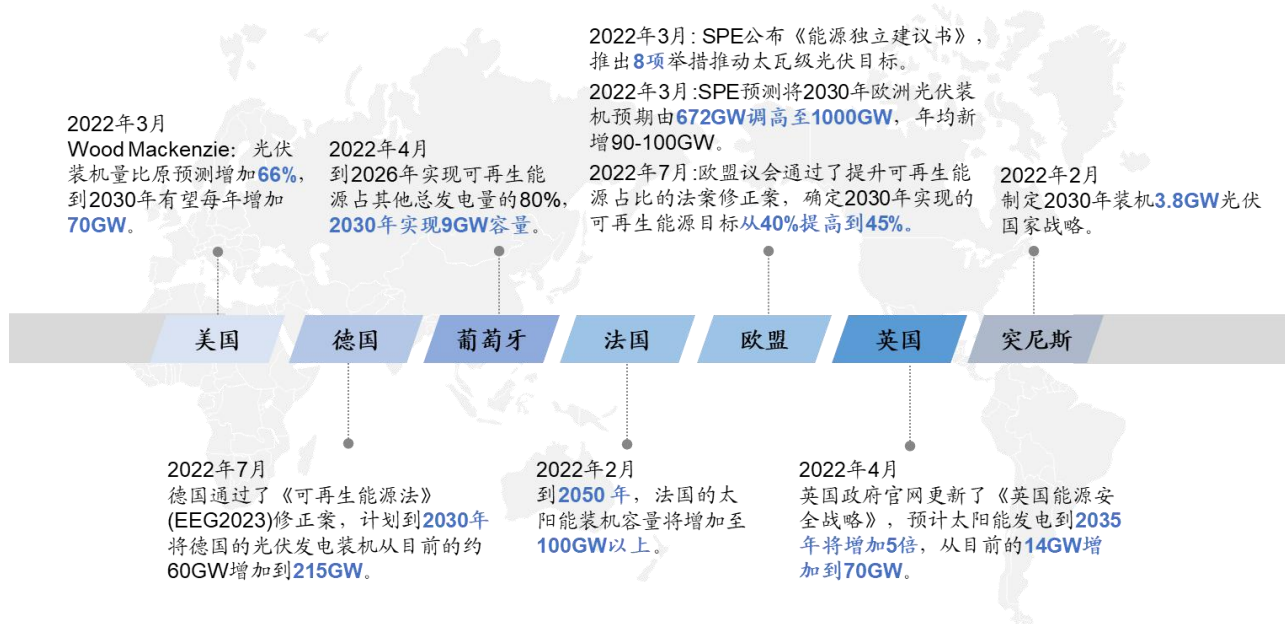 2022年3月
Wood Mackenzie：光伏
装机量比原预测增加66%，
到2030年有望每年增加
70GW。
2022年4月
到2026年实现可再生能
源占其他总发电量的80%，
2030年实现9GW容量。
2022年3月: SPE公布《能源独立建议书》，
推出8项举措推动太瓦级光伏目标。
2022年3月:SPE预测将2030年欧洲光伏装
机预期由672GW调高至1000GW，年均新
增90-100GW。
2022年7月:欧盟议会通过了提升可再生能
源占比的法案修正案，确定2030年实现的
可再生能源目标从40%提高到45%。
2022年2月
制定2030年装机3.8GW光伏
国家战略。
美国
德国
葡萄牙
法国
欧盟
英国
突尼斯
2022年7月
德国通过了《可再生能源法》
(EEG2023)修正案，计划到2030年
将德国的光伏发电装机从目前的约
60GW增加到215GW。
2022年2月
到2050 年，法国的太
阳能装机容量将增加至
100GW以上。
2022年4月
英国政府官网更新了《英国能源安
全战略》，预计太阳能发电到2035
年将增加5倍，从目前的14GW增
加到70GW。